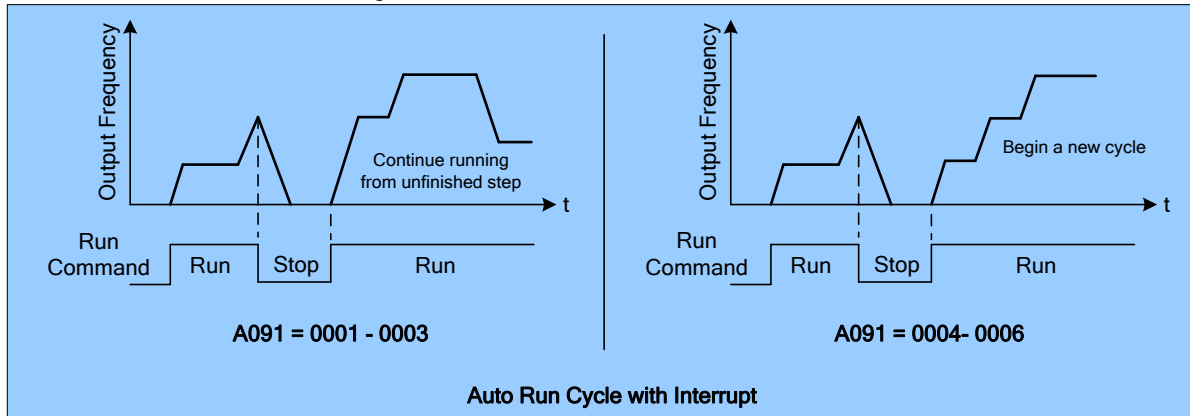 Output Frequency
Continue running
from unfinished step
t
Run
Command
Run
Stop
Run
A091 = 0001 - 0003
Output Frequency
Begin a new cycle
t
Run
Command
Run
Stop
Run
A091 = 0004- 0006
Auto Run Cycle with Interrupt